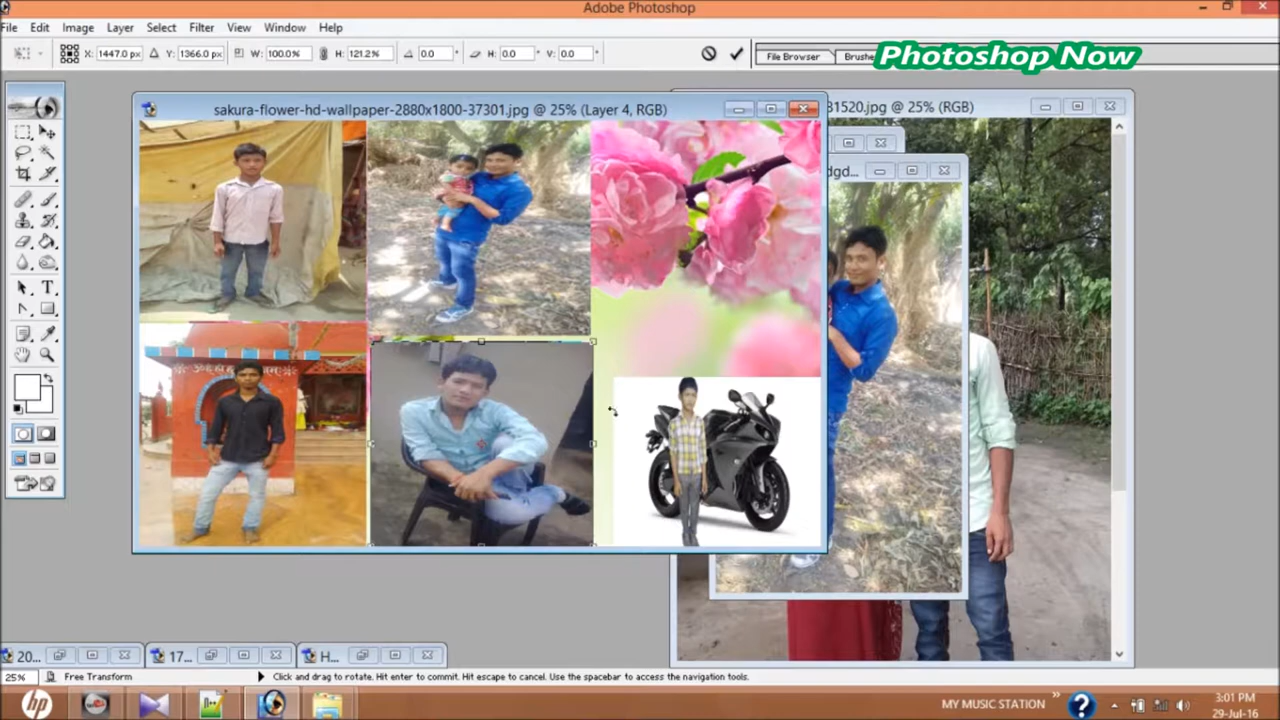 Adobe Photoshop
File Edit Image Layer Select Filter View Window Help
X: 1447.0 px Y: 1366.0 px W: 100.0% H: 121.2% 0.0 ° H: 0.0 ° V: 0.0 ° File Browser Brushe
Photoshop Now
sakura-flower-hd-wallpaper-2880x1800-37301.jpg @ 25% (Layer 4, RGB)
31520.jpg @ 25% (RGB)
dgd...
20... 17... H...
25% Free Transform Click and drag to rotate. Hit enter to commit. Hit escape to cancel. Use the spacebar to access the navigation tools.
MY MUSIC STATION » 3:01 PM
29-Jul-16